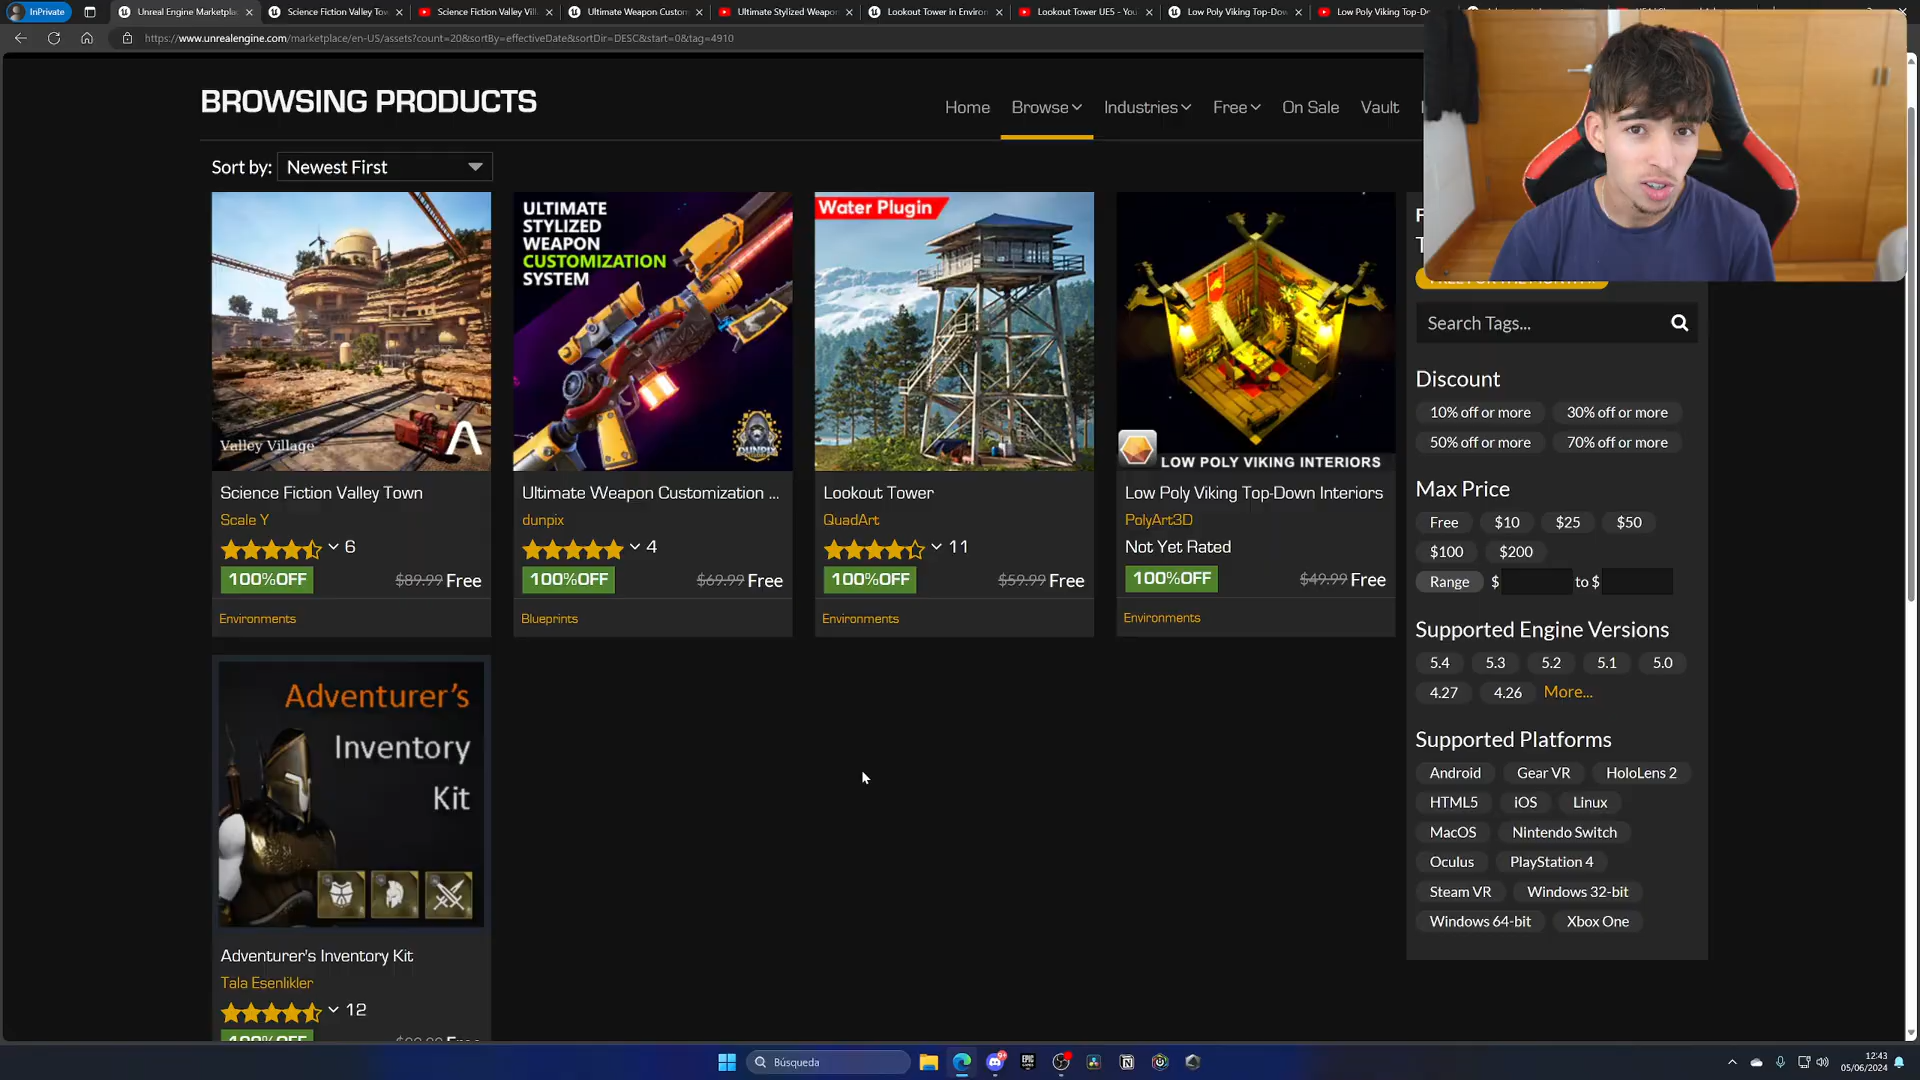 InPrivate
Unreal Engine Marketpla
Science Fiction Valley Tow
Science Fiction Valley Vil
Ultimate Weapon Custom
Ultimate Stylized Weapon
Lookout Tower in Environ
Lookout Tower UE5 - You
Low Poly Viking Top-Dow
Low Poly Viking Top-De
https://www.unrealengine.com/marketplace/en-US/assets?count=20&sortBy=effectiveDate&sortDir=DESC&start=0&tag=4910
BROWSING PRODUCTS
Home
Browse
Industries
Free
On Sale
Vault
Sort by:
Newest First
Valley Village
ULTIMATE
STYLIZED
WEAPON
CUSTOMIZATION
SYSTEM
DUNPIX
Water Plugin
LOW POLY VIKING INTERIORS
Science Fiction Valley Town
Scale Y
6
100%OFF
$89.99 Free
Environments
Ultimate Weapon Customization ...
dunpix
4
100%OFF
$69.99 Free
Blueprints
Lookout Tower
QuadArt
11
100%OFF
$59.99 Free
Environments
Low Poly Viking Top-Down Interiors
PolyArt3D
Not Yet Rated
100%OFF
$49.99 Free
Environments
Adventurer's
Inventory
Kit
Adventurer's Inventory Kit
Tala Esenlikler
12
100%OFF
Free
Search Tags...
Discount
10% off or more
30% off or more
50% off or more
70% off or more
Max Price
Free
$10
$25
$50
$100
$200
Range
$
to $
Supported Engine Versions
5.4
5.3
5.2
5.1
5.0
4.27
4.26
More...
Supported Platforms
Android
Gear VR
HoloLens 2
HTML5
iOS
Linux
MacOS
Nintendo Switch
Oculus
PlayStation 4
Steam VR
Windows 32-bit
Windows 64-bit
Xbox One
Búsqueda
12:43
05/06/2024